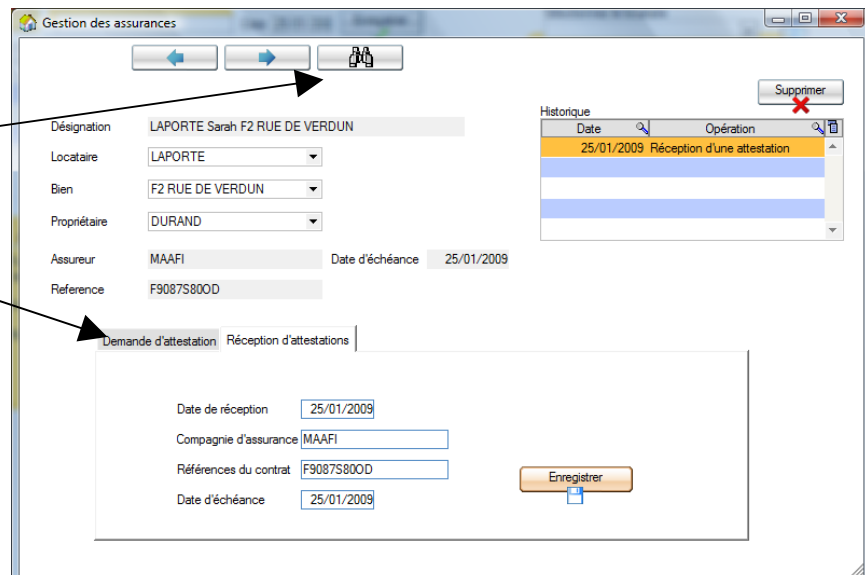 Gestion des assurances
Supprimer
Historique
Date Opération
25/01/2009 Réception d'une attestation
Désignation LAPORTE Sarah F2 RUE DE VERDUN
Locataire LAPORTE
Bien F2 RUE DE VERDUN
Propriétaire DURAND
Assureur MAAFI Date d'échéance 25/01/2009
Reference F9087S80OD
Demande d'attestation Réception d'attestations
Date de réception 25/01/2009
Compagnie d'assurance MAAFI
Références du contrat F9087S80OD
Enregistrer
Date d'échéance 25/01/2009